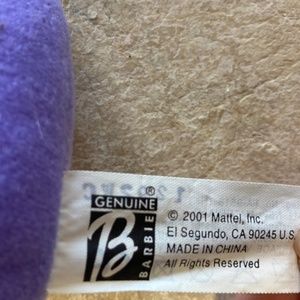 GENUINE
B ®
BARBIE
© 2001 Mattel, Inc.
El Segundo, CA 90245 U.S
MADE IN CHINA
All Rights Reserved